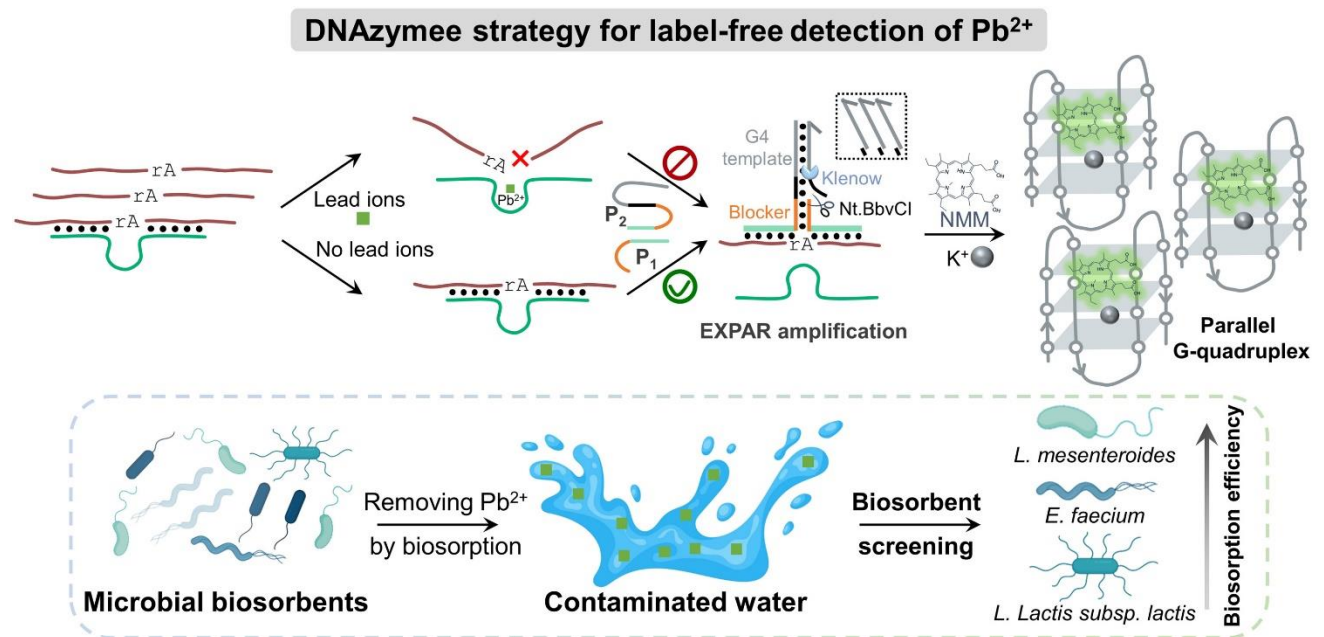 DNAzymee strategy for label-free detection of Pb²⁺
rA
rA
rA
Lead ions
No lead ions
rA
Pb²⁺
rA
P₂
P₁
G4
template
Klenow
Blocker
Nt.BbvCI
rA
EXPAR amplification
NMM
K⁺
Parallel
G-quadruplex
Microbial biosorbents
Removing Pb²⁺
by biosorption
Contaminated water
Biosorbent
screening
L. mesenteroides
E. faecium
L. Lactis subsp. lactis
Biosorption efficiency